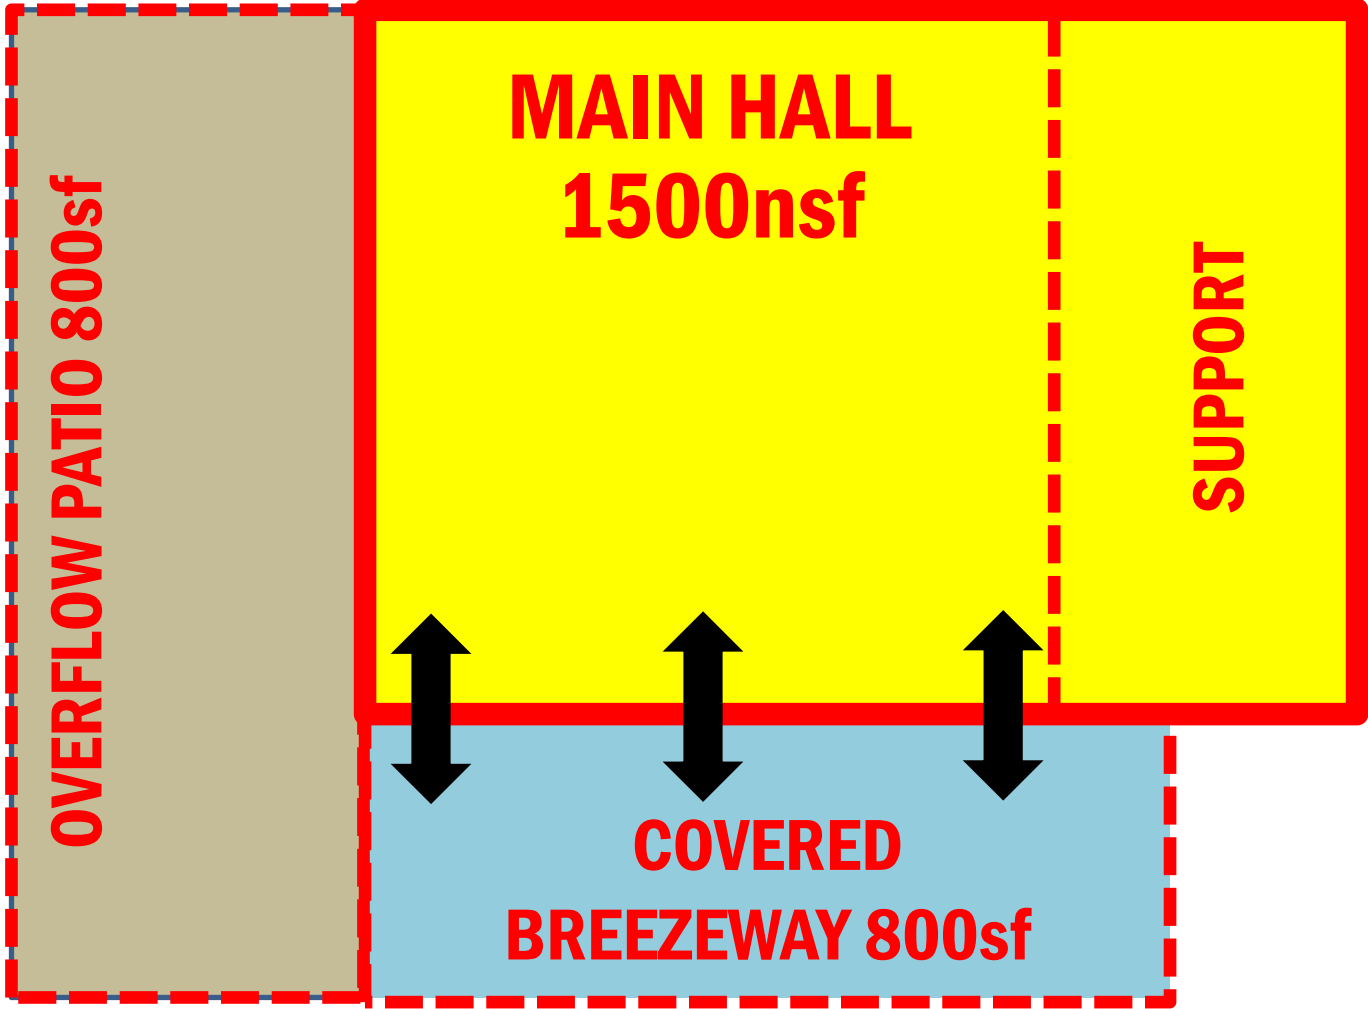 MAIN HALL
1500nsf
OVERFLOW PATIO 800sf
SUPPORT
COVERED
BREEZEWAY 800sf